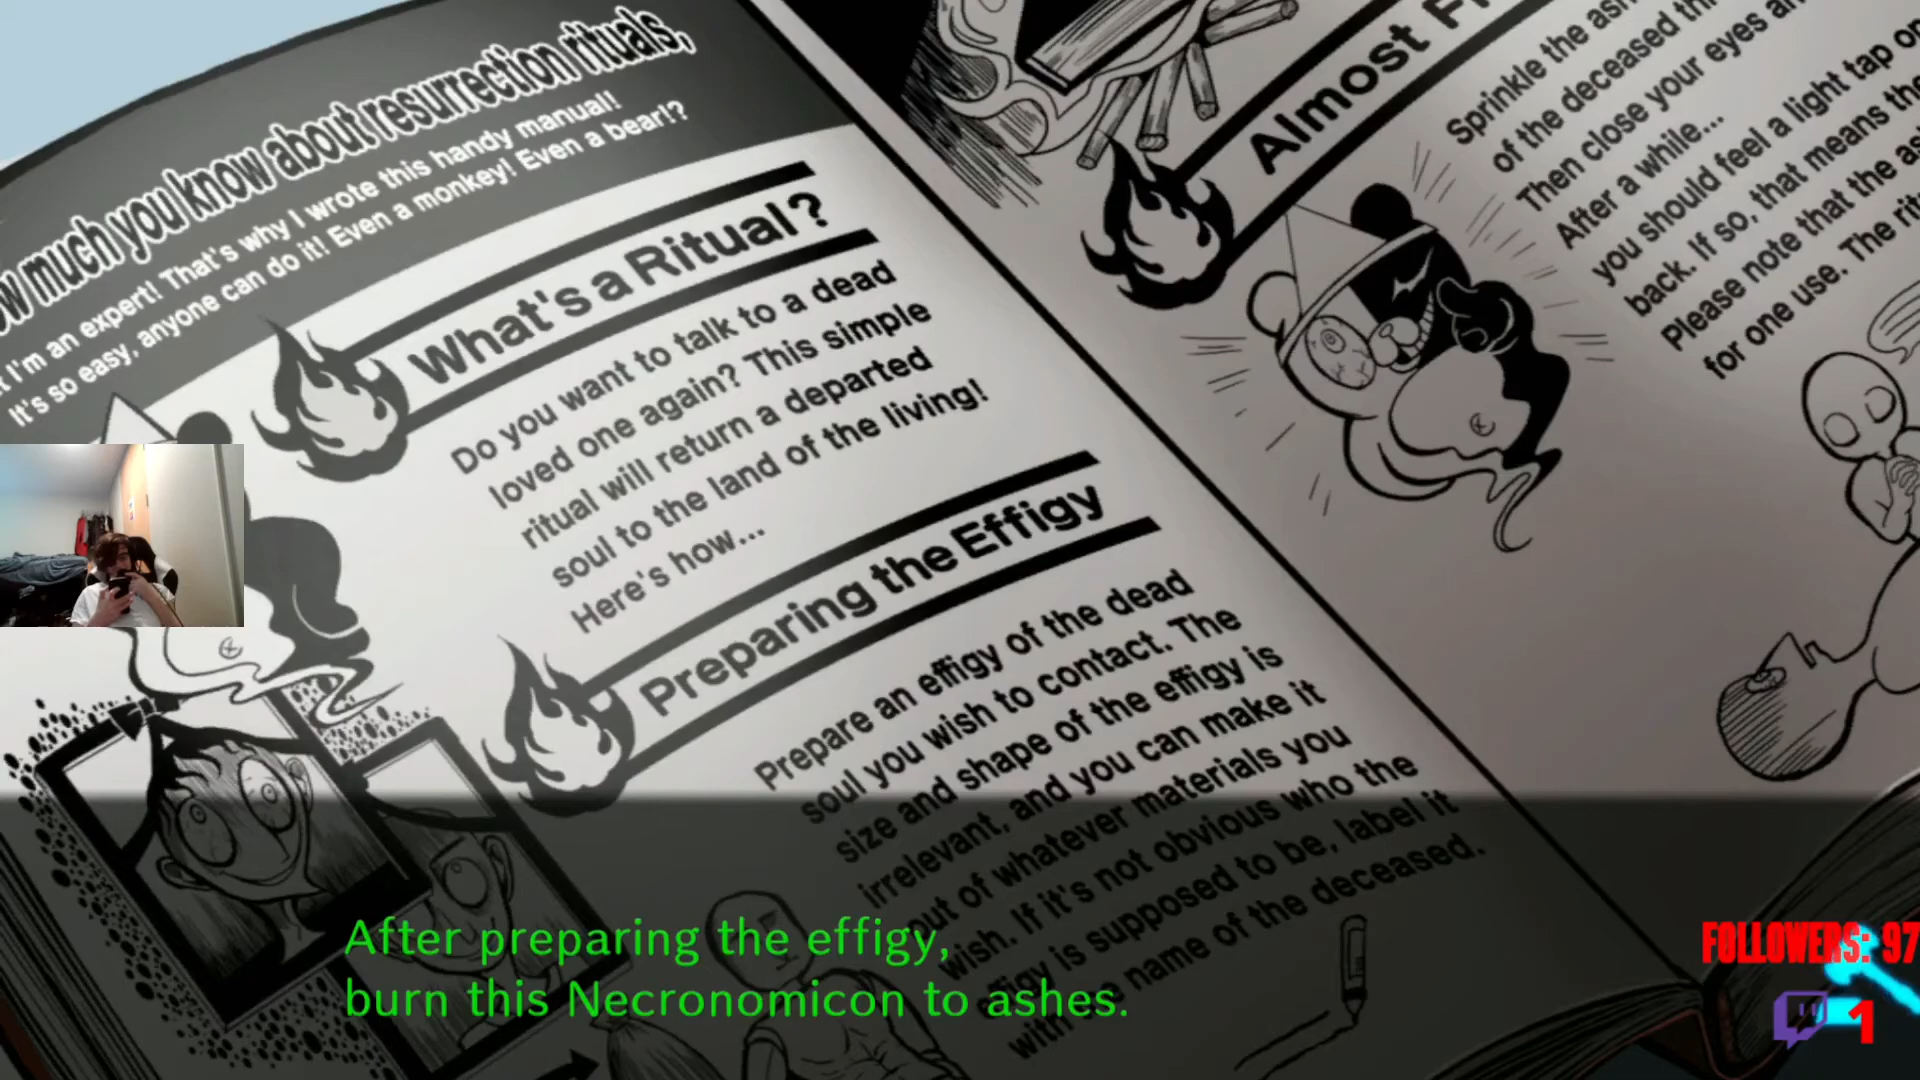 w much you know about resurrection rituals,
t I'm an expert! That's why I wrote this handy manual!
It's so easy, anyone can do it! Even a monkey! Even a bear!?
What's a Ritual?
Do you want to talk to a dead
loved one again? This simple
ritual will return a departed
soul to the land of the living!
Here's how...
Preparing the Effigy
Prepare an effigy of the dead
soul you wish to contact. The
size and shape of the effigy is
irrelevant, and you can make it
out of whatever materials you
wish. If it's not obvious who the
effigy is supposed to be, label it
with the name of the deceased.
Almost
Sprinkle the
of the deceased
Then close your eyes
After a while...
you should feel a light tap
back. If so, that means
Please note that the
for one use. The
After preparing the effigy,
burn this Necronomicon to ashes.
FOLLOWERS: 97
1